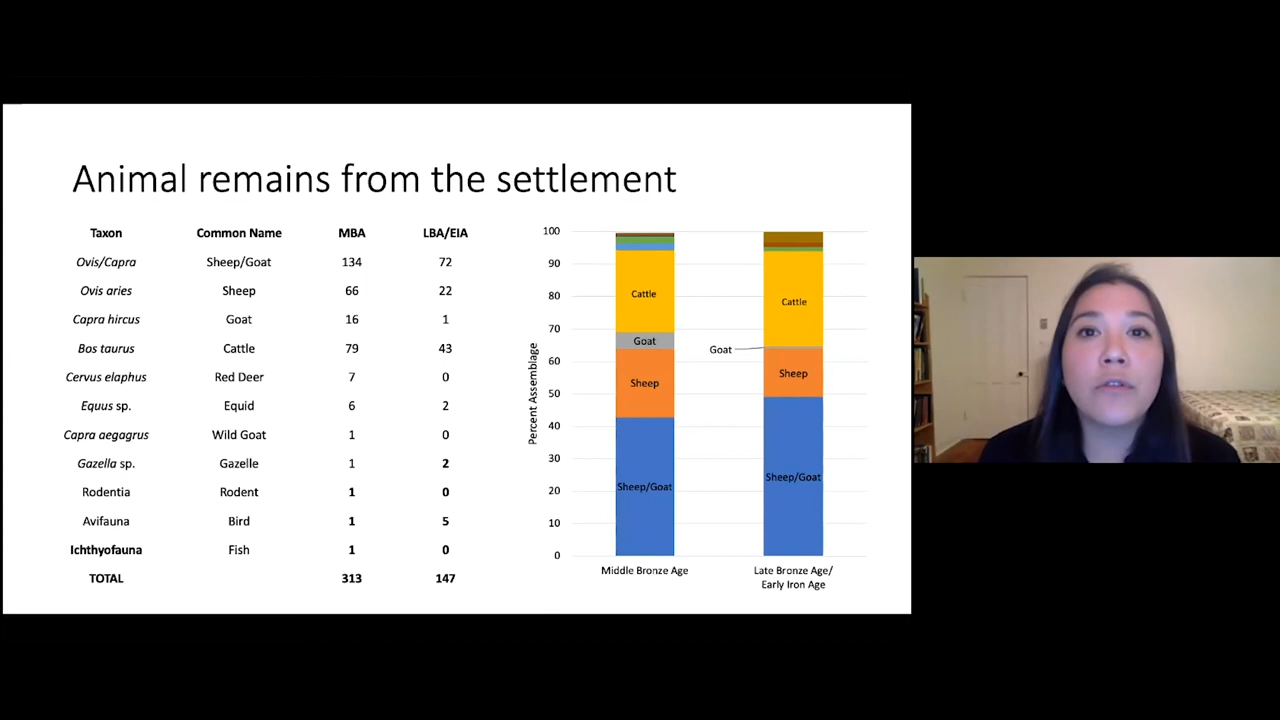 Animal remains from the settlement
Taxon Common Name MBA LBA/EIA
Ovis/Capra Sheep/Goat 134 72
Ovis aries Sheep 66 22
Capra hircus Goat 16 1
Bos taurus Cattle 79 43
Cervus elaphus Red Deer 7 0
Equus sp. Equid 6 2
Capra aegagrus Wild Goat 1 0
Gazella sp. Gazelle 1 2
Rodentia Rodent 1 0
Avifauna Bird 1 5
Ichthyofauna Fish 1 0
TOTAL 313 147
Percent Assemblage
100
90
80
70
60
50
40
30
20
10
0
Cattle
Goat
Sheep
Sheep/Goat
Middle Bronze Age
Cattle
Goat
Sheep
Sheep/Goat
Late Bronze Age/
Early Iron Age